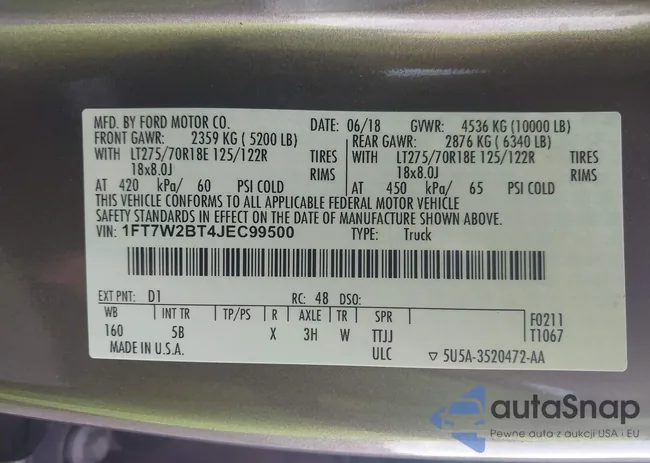 MFD. BY FORD MOTOR CO. DATE: 06/18 GVWR: 4536 KG (10000 LB)
FRONT GAWR: 2359 KG ( 5200 LB) REAR GAWR: 2876 KG ( 6340 LB)
WITH LT275/70R18E 125/122R TIRES WITH LT275/70R18E 125/122R TIRES
18x8.0J RIMS 18x8.0J RIMS
AT 420 kPa/ 60 PSI COLD AT 450 kPa/ 65 PSI COLD
THIS VEHICLE CONFORMS TO ALL APPLICABLE FEDERAL MOTOR VEHICLE
SAFETY STANDARDS IN EFFECT ON THE DATE OF MANUFACTURE SHOWN ABOVE.
VIN: 1FT7W2BT4JEC99500 TYPE: Truck
EXT PNT: D1 RC: 48 DSO:
WB INT TR TP/PS R AXLE TR SPR F0211
160 5B X 3H W TTJJ T1067
MADE IN U.S.A. ULC ▽ 5U5A-3520472-AA
autaSnap
Pewne auta z aukcji USA i EU